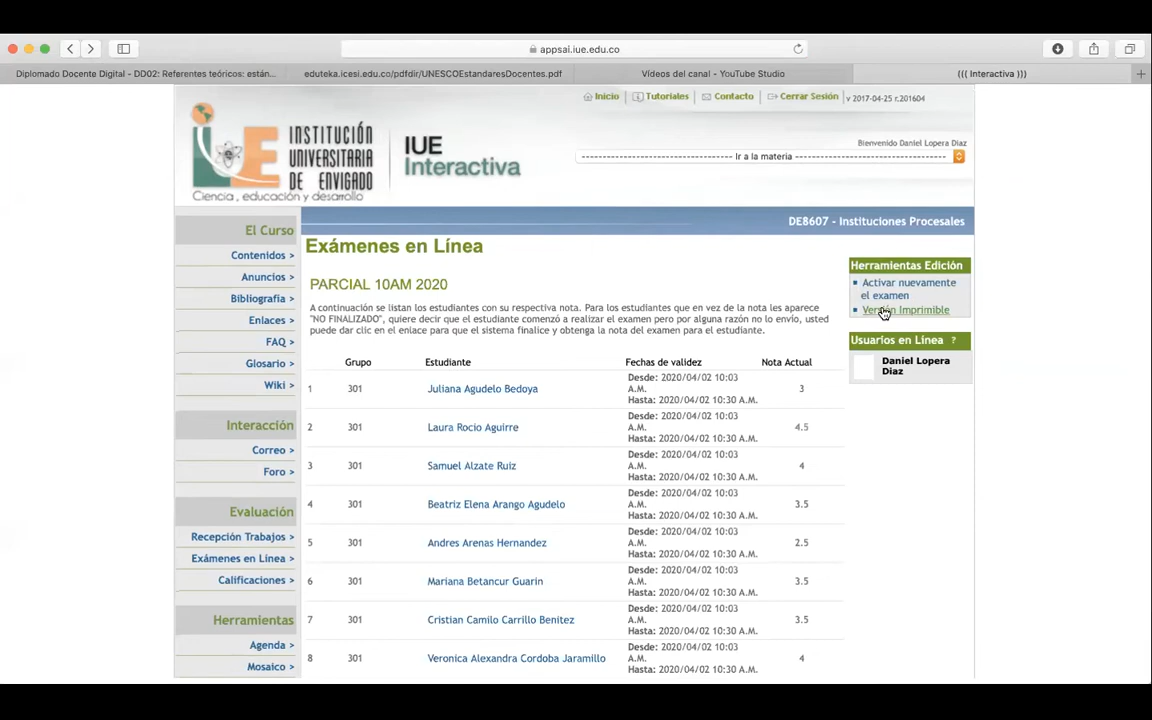 appsai.iue.edu.co
Diplomado Docente Digital - DD02: Referentes teóricos: están...
eduteka.icesi.edu.co/pdfdir/UNESCOEstandaresDocentes.pdf
Vídeos del canal - YouTube Studio
((( Interactiva )))
Inicio | Tutoriales | Contacto | Cerrar Sesión | v 2017-04-25 r.201604
INSTITUCIÓN
UNIVERSITARIA
DE ENVIGADO
Ciencia, educación y desarrollo
IUE
Interactiva
Bienvenido Daniel Lopera Diaz
Ir a la materia
DE8607 - Instituciones Procesales
El Curso
Contenidos >
Anuncios >
Bibliografía >
Enlaces >
FAQ >
Glosario >
Wiki >
Interacción
Correo >
Foro >
Evaluación
Recepción Trabajos >
Exámenes en Línea >
Calificaciones >
Herramientas
Agenda >
Mosaico >
Exámenes en Línea
PARCIAL 10AM 2020
A continuación se listan los estudiantes con su respectiva nota. Para los estudiantes que en vez de la nota les aparece
"NO FINALIZADO", quiere decir que el estudiante comenzó a realizar el examen pero por alguna razón no lo envio, usted
puede dar clic en el enlace para que el sistema finalice y obtenga la nota del examen para el estudiante.
Grupo Estudiante Fechas de validez Nota Actual
1 301 Juliana Agudelo Bedoya Desde: 2020/04/02 10:03
A.M.
Hasta: 2020/04/02 10:30 A.M. 3
2 301 Laura Rocio Aguirre Desde: 2020/04/02 10:03
A.M.
Hasta: 2020/04/02 10:30 A.M. 4.5
3 301 Samuel Alzate Ruiz Desde: 2020/04/02 10:03
A.M.
Hasta: 2020/04/02 10:30 A.M. 4
4 301 Beatriz Elena Arango Agudelo Desde: 2020/04/02 10:03
A.M.
Hasta: 2020/04/02 10:30 A.M. 3.5
5 301 Andres Arenas Hernandez Desde: 2020/04/02 10:03
A.M.
Hasta: 2020/04/02 10:30 A.M. 2.5
6 301 Mariana Betancur Guarin Desde: 2020/04/02 10:03
A.M.
Hasta: 2020/04/02 10:30 A.M. 3.5
7 301 Cristian Camilo Carrillo Benitez Desde: 2020/04/02 10:03
A.M.
Hasta: 2020/04/02 10:30 A.M. 3.5
8 301 Veronica Alexandra Cordoba Jaramillo Desde: 2020/04/02 10:03
A.M.
Hasta: 2020/04/02 10:30 A.M. 4
Herramientas Edición
Activar nuevamente
el examen
Versión Imprimible
Usuarios en Línea ?
Daniel Lopera
Diaz